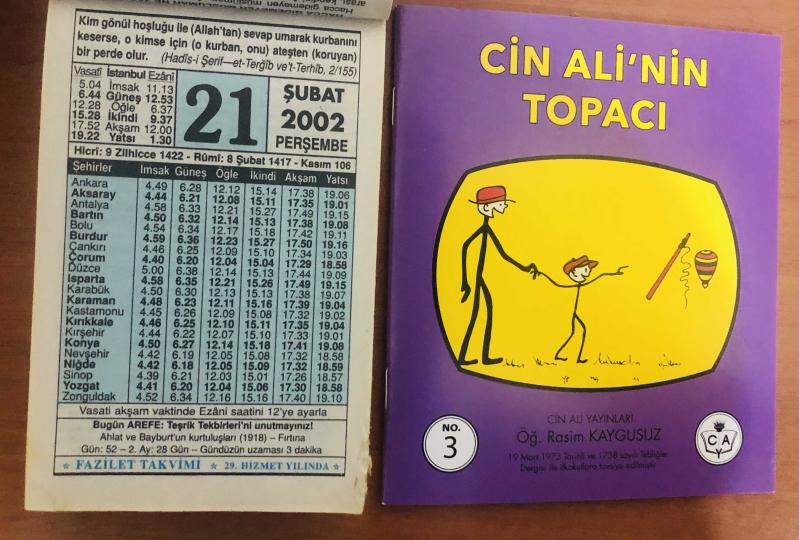 Kim gönül hoşluğu ile (Allah'tan) sevap umarak kurbanını
keserse, o kimse için (o kurban, onu) ateşten (koruyan)
bir perde olur. (Hadîs-i Şerif—et-Terğîb ve't-Terhîb, 2/155)
Vasatî İstanbul Ezânî
5.04 İmsak 11.13
6.44 Güneş 12.53
12.28 Öğle 6.37
15.28 İkindi 9.37
17.52 Akşam 12.00
19.22 Yatsı 1.30
21
ŞUBAT
2002
PERŞEMBE
Hicrî: 9 Zilhicce 1422 - Rûmî: 8 Şubat 1417 - Kasım 106
Şehirler İmsak Güneş Öğle İkindi Akşam Yatsı
Ankara 4.49 6.28 12.12 15.14 17.38 19.06
Aksaray 4.44 6.21 12.08 15.11 17.35 19.01
Antalya 4.58 6.33 12.21 15.27 17.49 19.15
Bartın 4.50 6.32 12.14 15.13 17.38 19.08
Bolu 4.54 6.34 12.17 15.18 17.42 19.11
Burdur 4.59 6.36 12.23 15.27 17.50 19.16
Çankırı 4.46 6.25 12.09 15.10 17.34 19.03
Çorum 4.40 6.20 12.04 15.04 17.29 18.58
Düzce 5.00 6.38 12.14 15.13 17.44 19.09
Isparta 4.58 6.35 12.21 15.26 17.49 19.15
Karabük 4.50 6.30 12.13 15.13 17.38 19.07
Karaman 4.48 6.23 12.11 15.16 17.39 19.04
Kastamonu 4.45 6.26 12.09 15.08 17.32 19.02
Kırıkkale 4.46 6.25 12.10 15.11 17.35 19.04
Kırşehir 4.44 6.22 12.07 15.10 17.33 19.01
Konya 4.50 6.27 12.14 15.18 17.41 19.08
Nevşehir 4.42 6.19 12.05 15.08 17.32 18.58
Niğde 4.42 6.18 12.05 15.09 17.32 18.59
Sinop 4.39 6.21 12.03 15.01 17.26 18.57
Yozgat 4.41 6.20 12.04 15.06 17.30 18.58
Zonguldak 4.52 6.34 12.16 15.16 17.40 19.10
Vasati akşam vaktinde Ezânî saatini 12'ye ayarla
Bugün AREFE: Teşrik Tekbirleri'ni unutmayınız!
Ahlat ve Bayburt'un kurtuluşları (1918) – Fırtına
Gün: 52 – 2. Ay: 28 Gün – Gündüzün uzaması 3 dakika
FAZİLET TAKVİMİ 29. HİZMET YILINDA
CİN ALİ'NİN
TOPACI
NO.
3
CİN ALİ YAYINLARI
Öğ. Rasim KAYGUSUZ
19 Mart 1973 Tarihli ve 1738 sayılı Tebliğler
Dergisi ile ilkokullara tavsiye edilmiştir
C A
Y